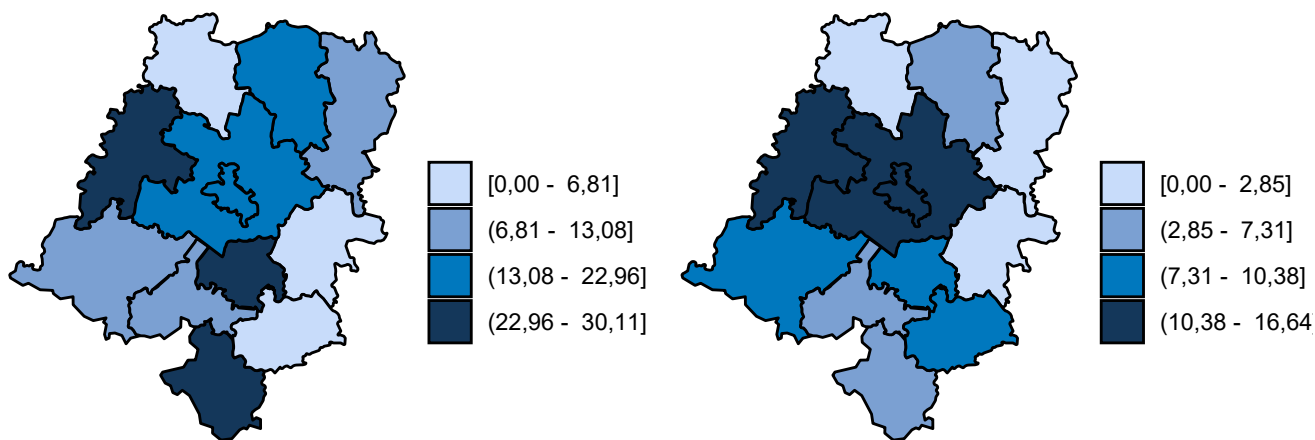 [0,00 - 6,81]
(6,81 - 13,08]
(13,08 - 22,96]
(22,96 - 30,11]
[0,00 - 2,85]
(2,85 - 7,31]
(7,31 - 10,38]
(10,38 - 16,64]